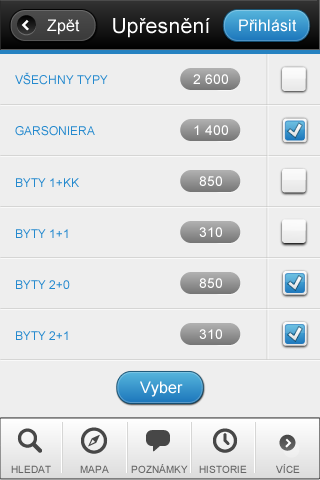 Zpět Upřesnění Přihlásit
VŠECHNY TYPY 2 600
GARSONIERA 1 400
BYTY 1+KK 850
BYTY 1+1 310
BYTY 2+0 850
BYTY 2+1 310
Vyber
HLEDAT MAPA POZNÁMKY HISTORIE VÍCE